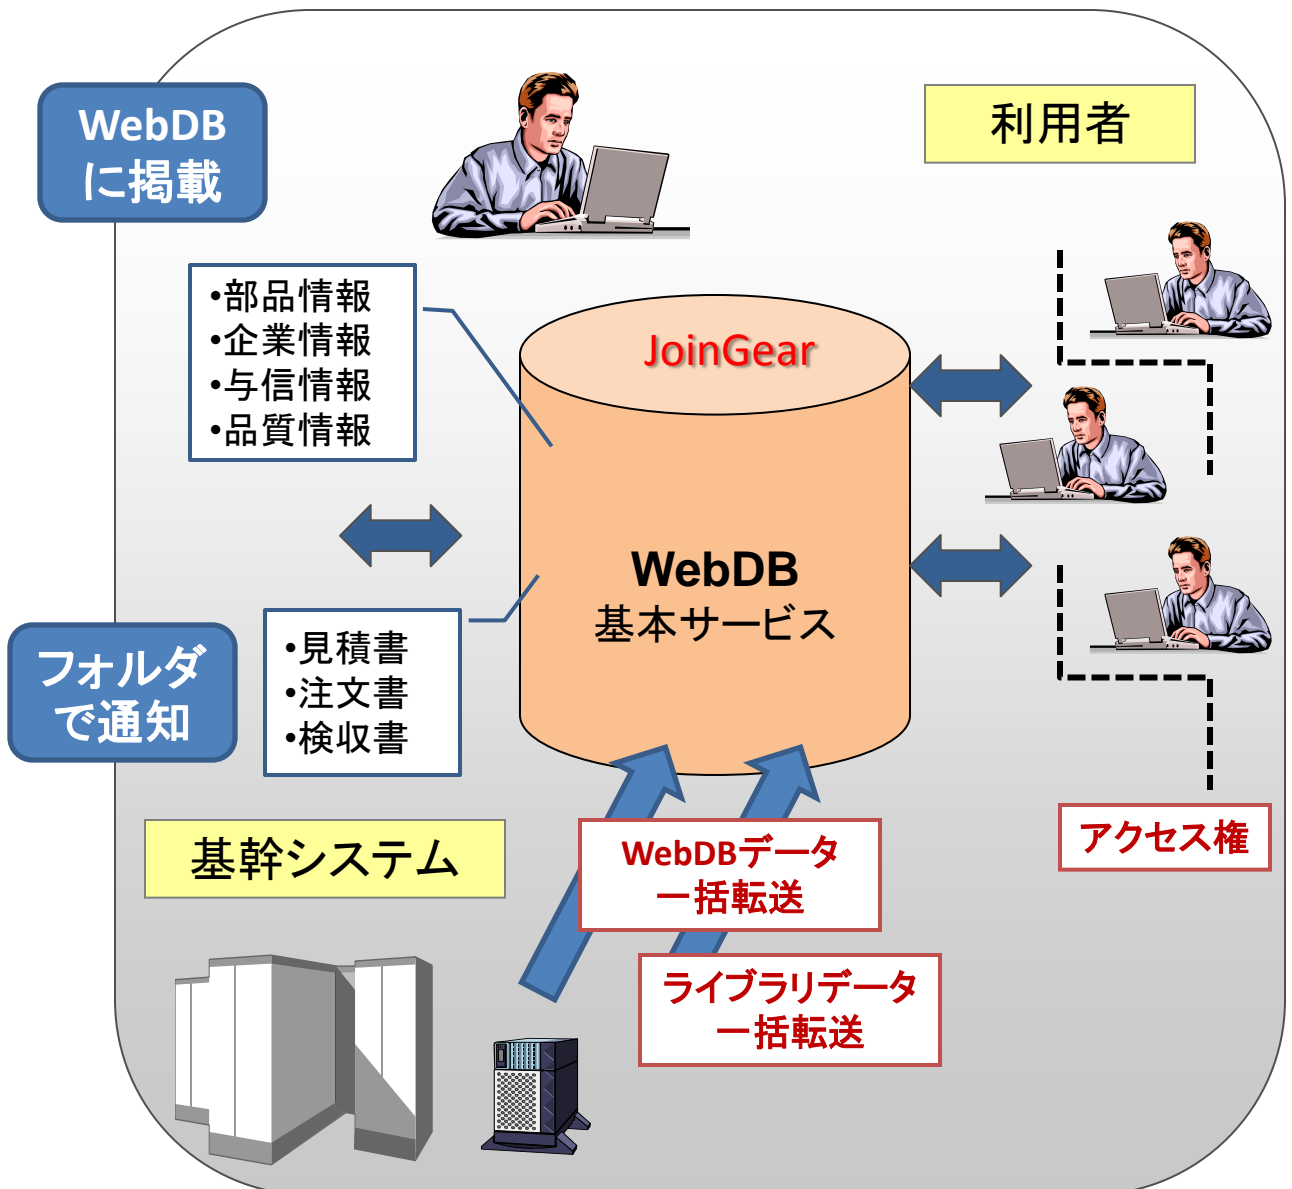 WebDB
に掲載
利用者
•部品情報
•企業情報
•与信情報
•品質情報
JoinGear
WebDB
基本サービス
フォルダ
で通知
•見積書
•注文書
•検収書
アクセス権
基幹システム
WebDBデータ
一括転送
ライブラリデータ
一括転送